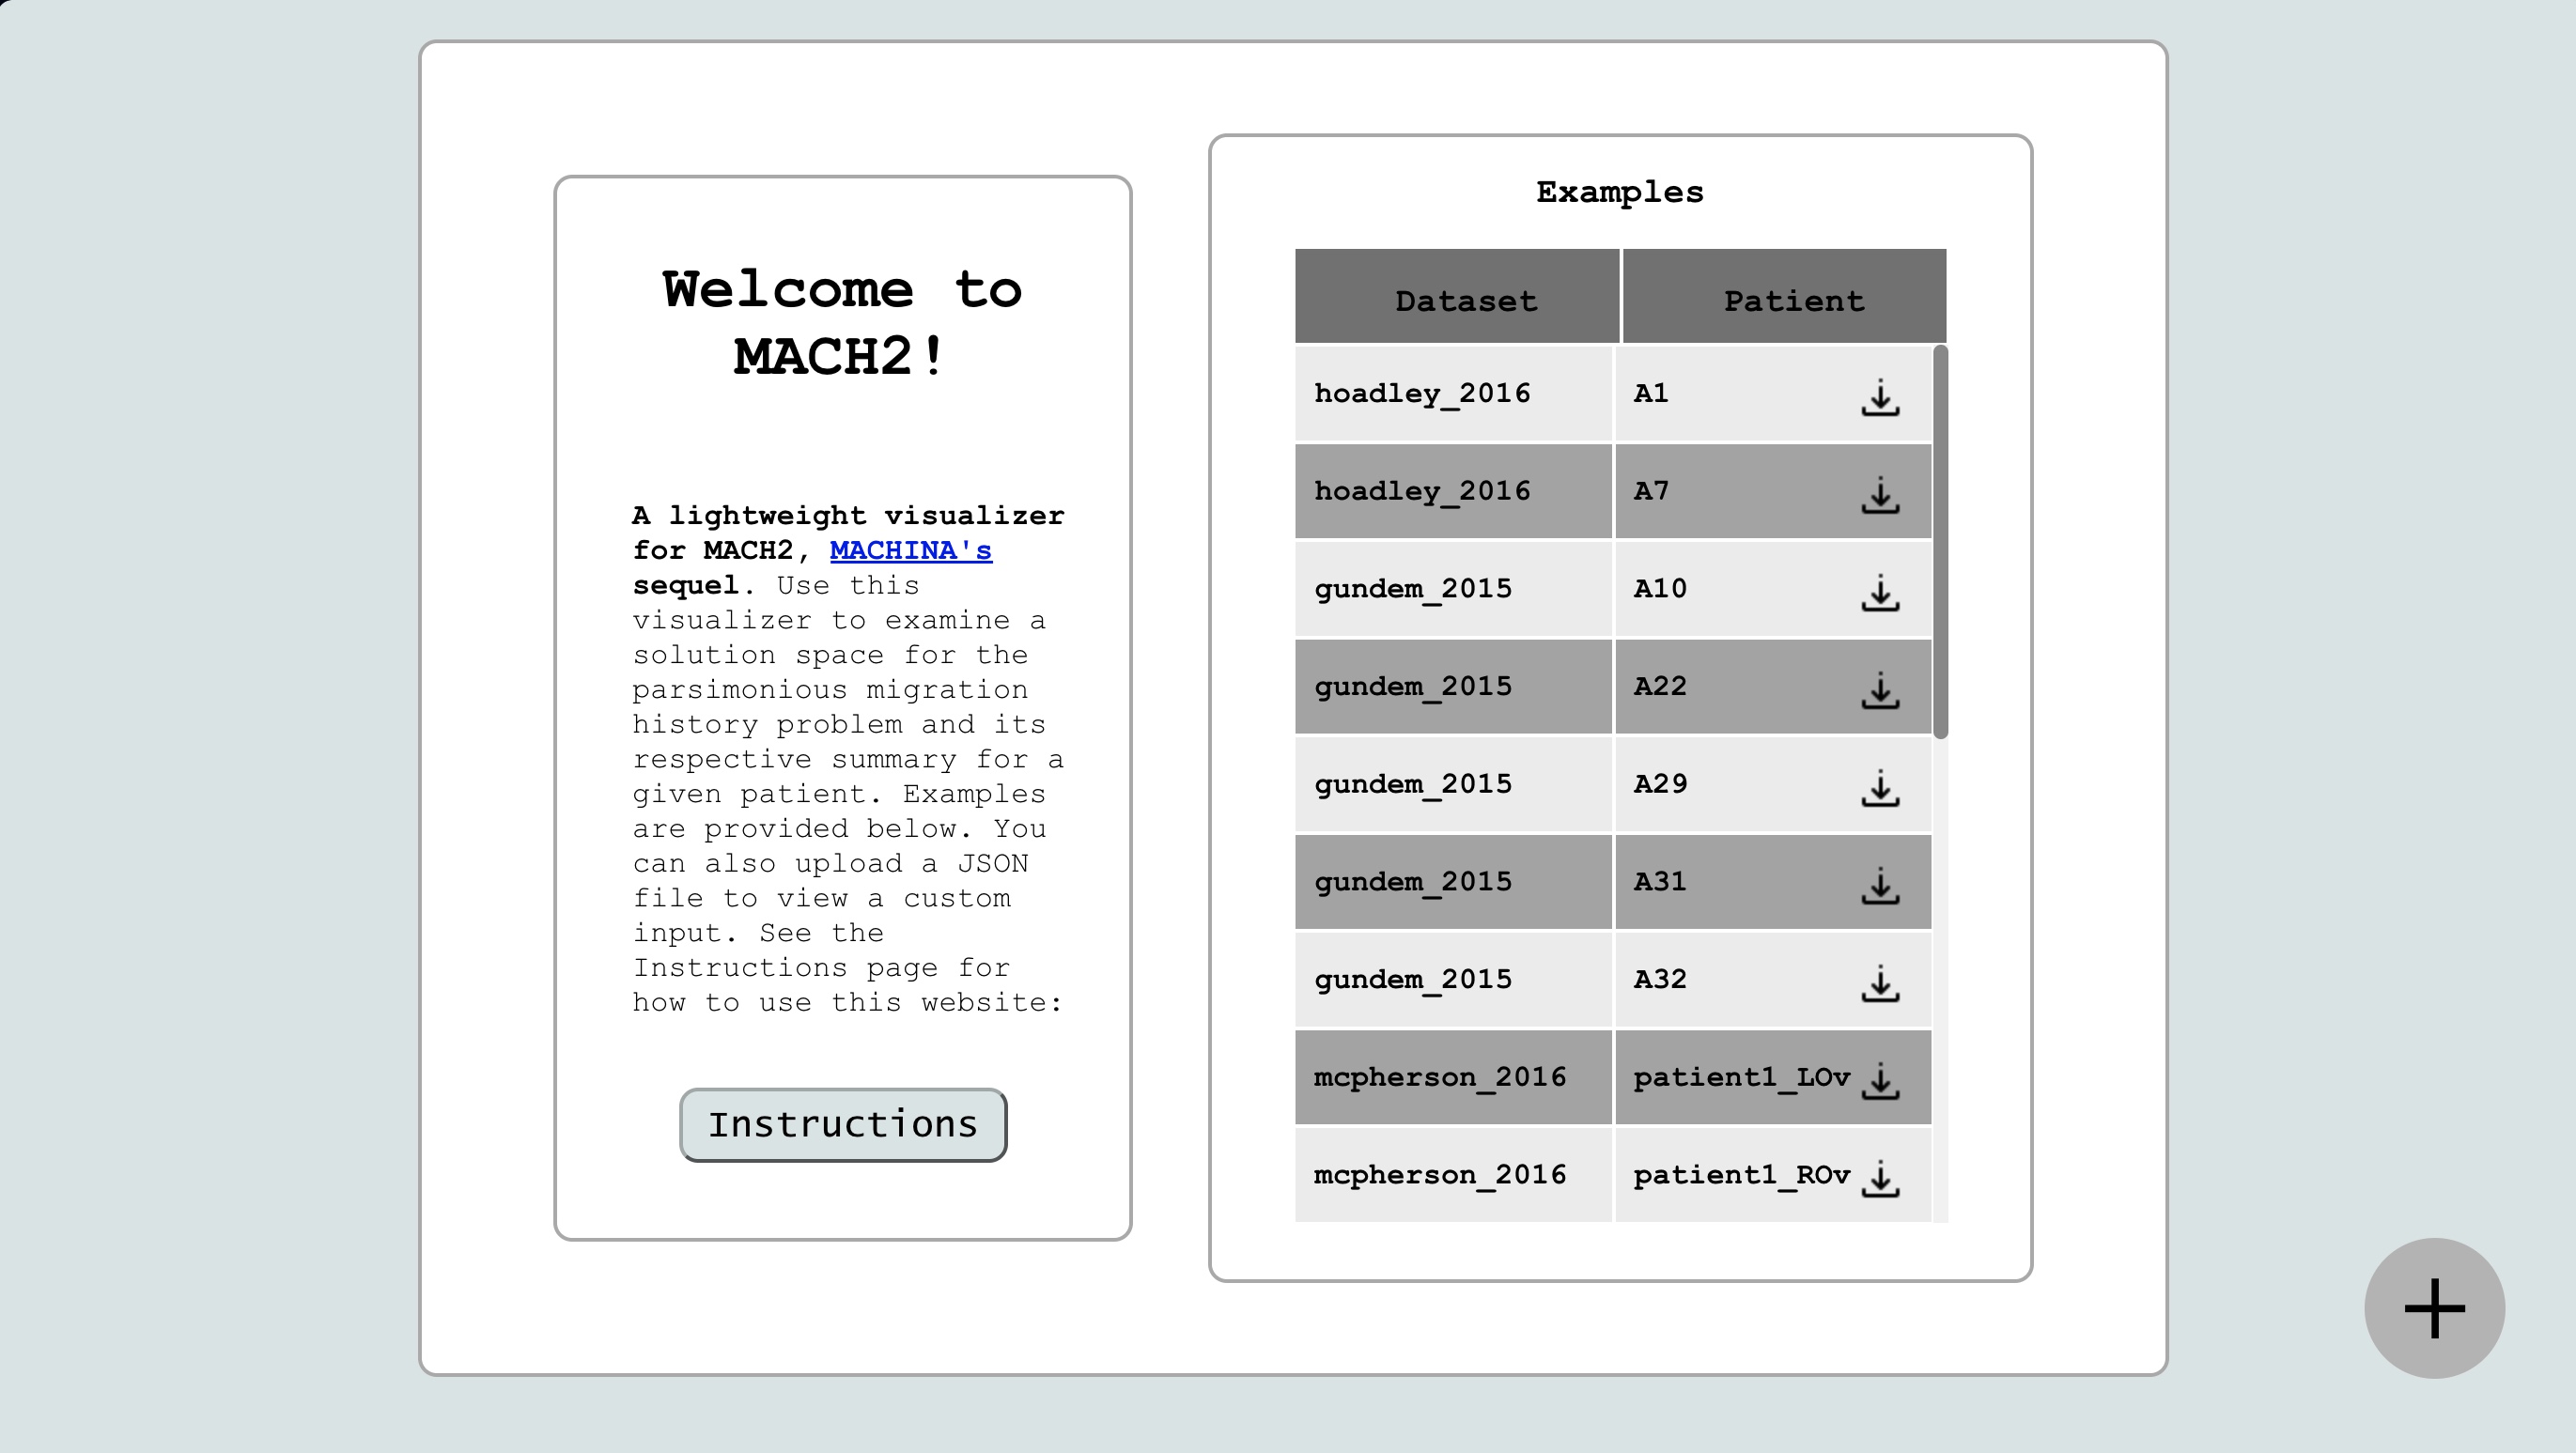 Welcome to
MACH2!
A lightweight visualizer
for MACH2, MACHINA's
sequel. Use this
visualizer to examine a
solution space for the
parsimonious migration
history problem and its
respective summary for a
given patient. Examples
are provided below. You
can also upload a JSON
file to view a custom
input. See the
Instructions page for
how to use this website:
Instructions
Examples
Dataset Patient
hoadley_2016 A1
hoadley_2016 A7
gundem_2015 A10
gundem_2015 A22
gundem_2015 A29
gundem_2015 A31
gundem_2015 A32
mcpherson_2016 patient1_LOv
mcpherson_2016 patient1_ROv